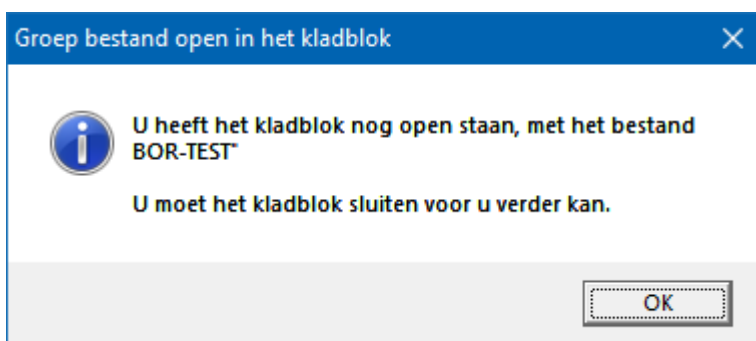 Groep bestand open in het kladblok
U heeft het kladblok nog open staan, met het bestand
BOR-TEST"
U moet het kladblok sluiten voor u verder kan.
OK